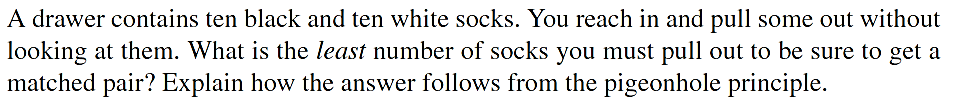 A drawer contains ten black and ten white socks. You reach in and pull some out without
looking at them. What is the least number of socks you must pull out to be sure to get a
matched pair? Explain how the answer follows from the pigeonhole principle.